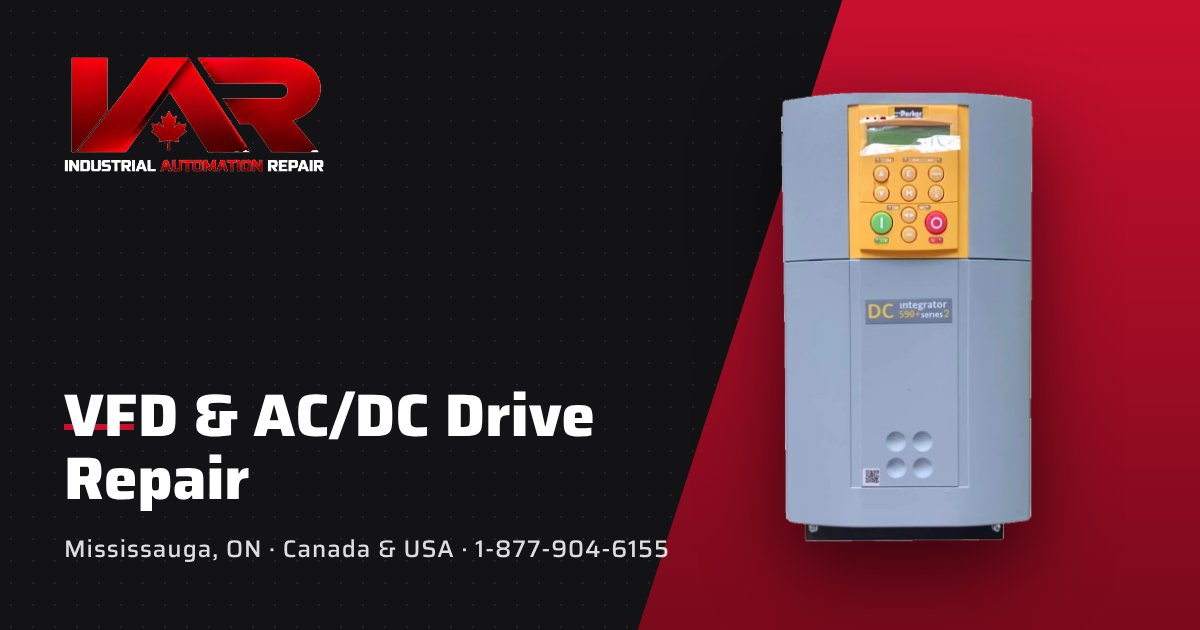 IAR
INDUSTRIAL AUTOMATION REPAIR
VFD & AC/DC Drive
Repair
Mississauga, ON · Canada & USA · 1-877-904-6155
Parker
E
M
DC integrator
590+ series 2